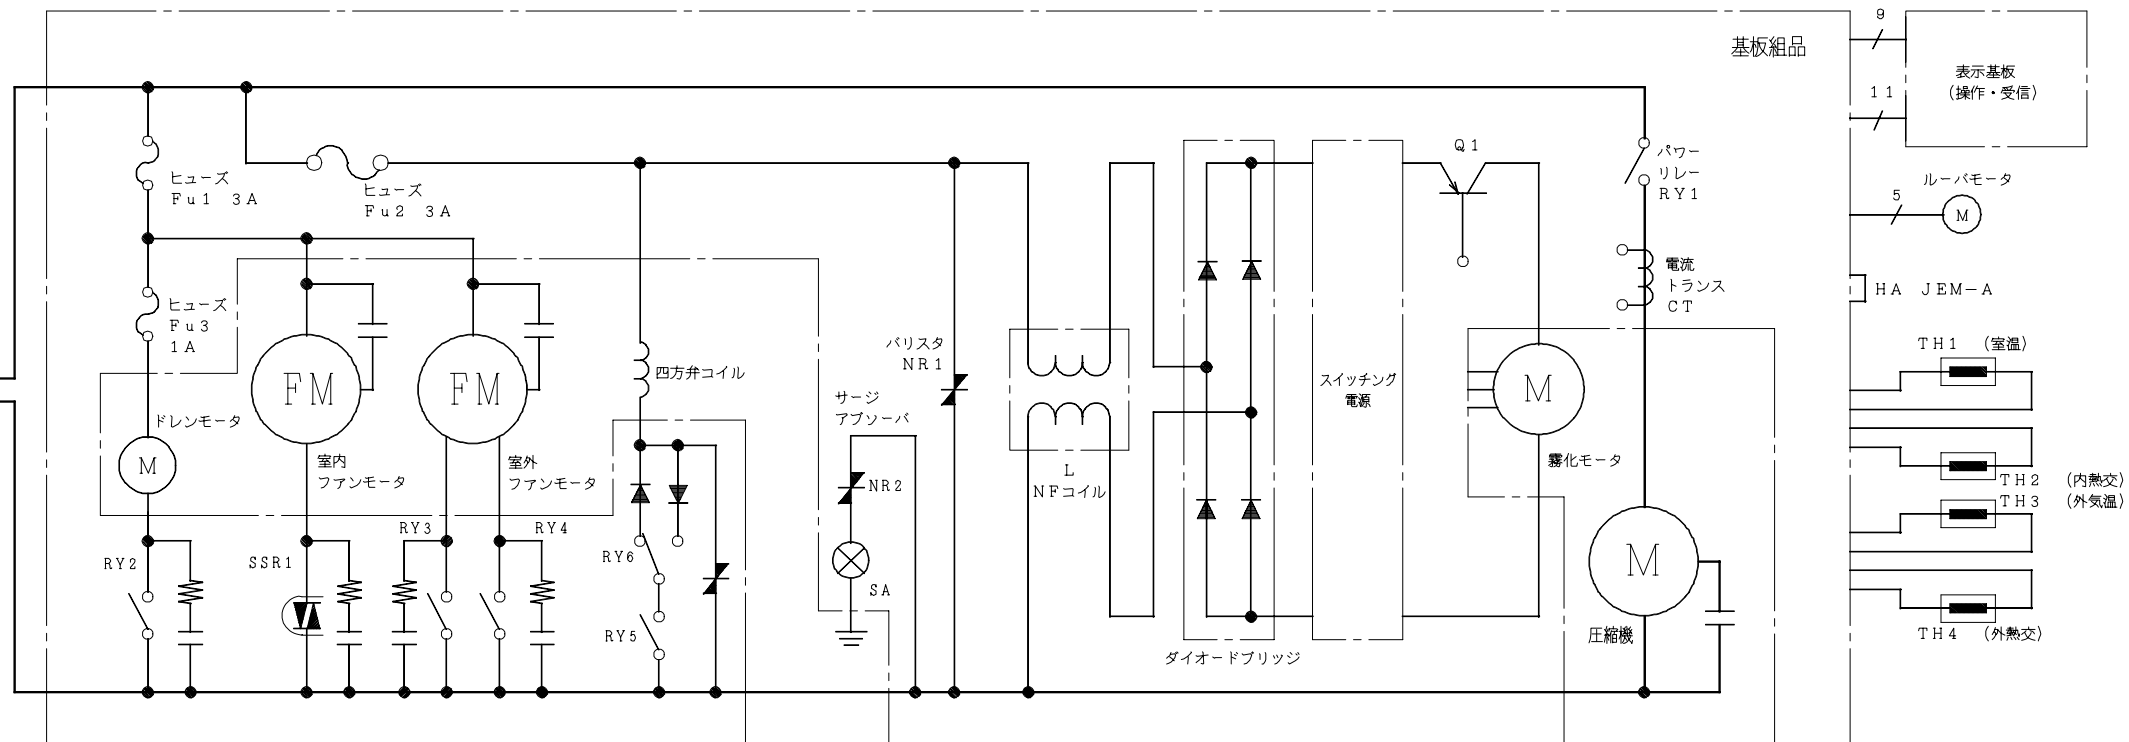 基板組品
9
11
表示基板
(操作・受信)
ヒューズ
Fu1 3A
ヒューズ
Fu2 3A
Q1
パワー
リレー
RY1
ルーバモータ
5
M
電流
トランス
CT
HA JEM-A
ヒューズ
Fu3
1A
FM
FM
四方弁コイル
バリスタ
NR1
サージ
アブソーバ
スイッチング
電源
M
TH1 (室温)
ドレンモータ
M
室内
ファンモータ
室外
ファンモータ
NR2
L
NFコイル
霧化モータ
TH2 (内熱交)
TH3 (外気温)
RY2
SSR1
RY3
RY4
RY6
RY5
SA
M
圧縮機
ダイオードブリッジ
TH4 (外熱交)